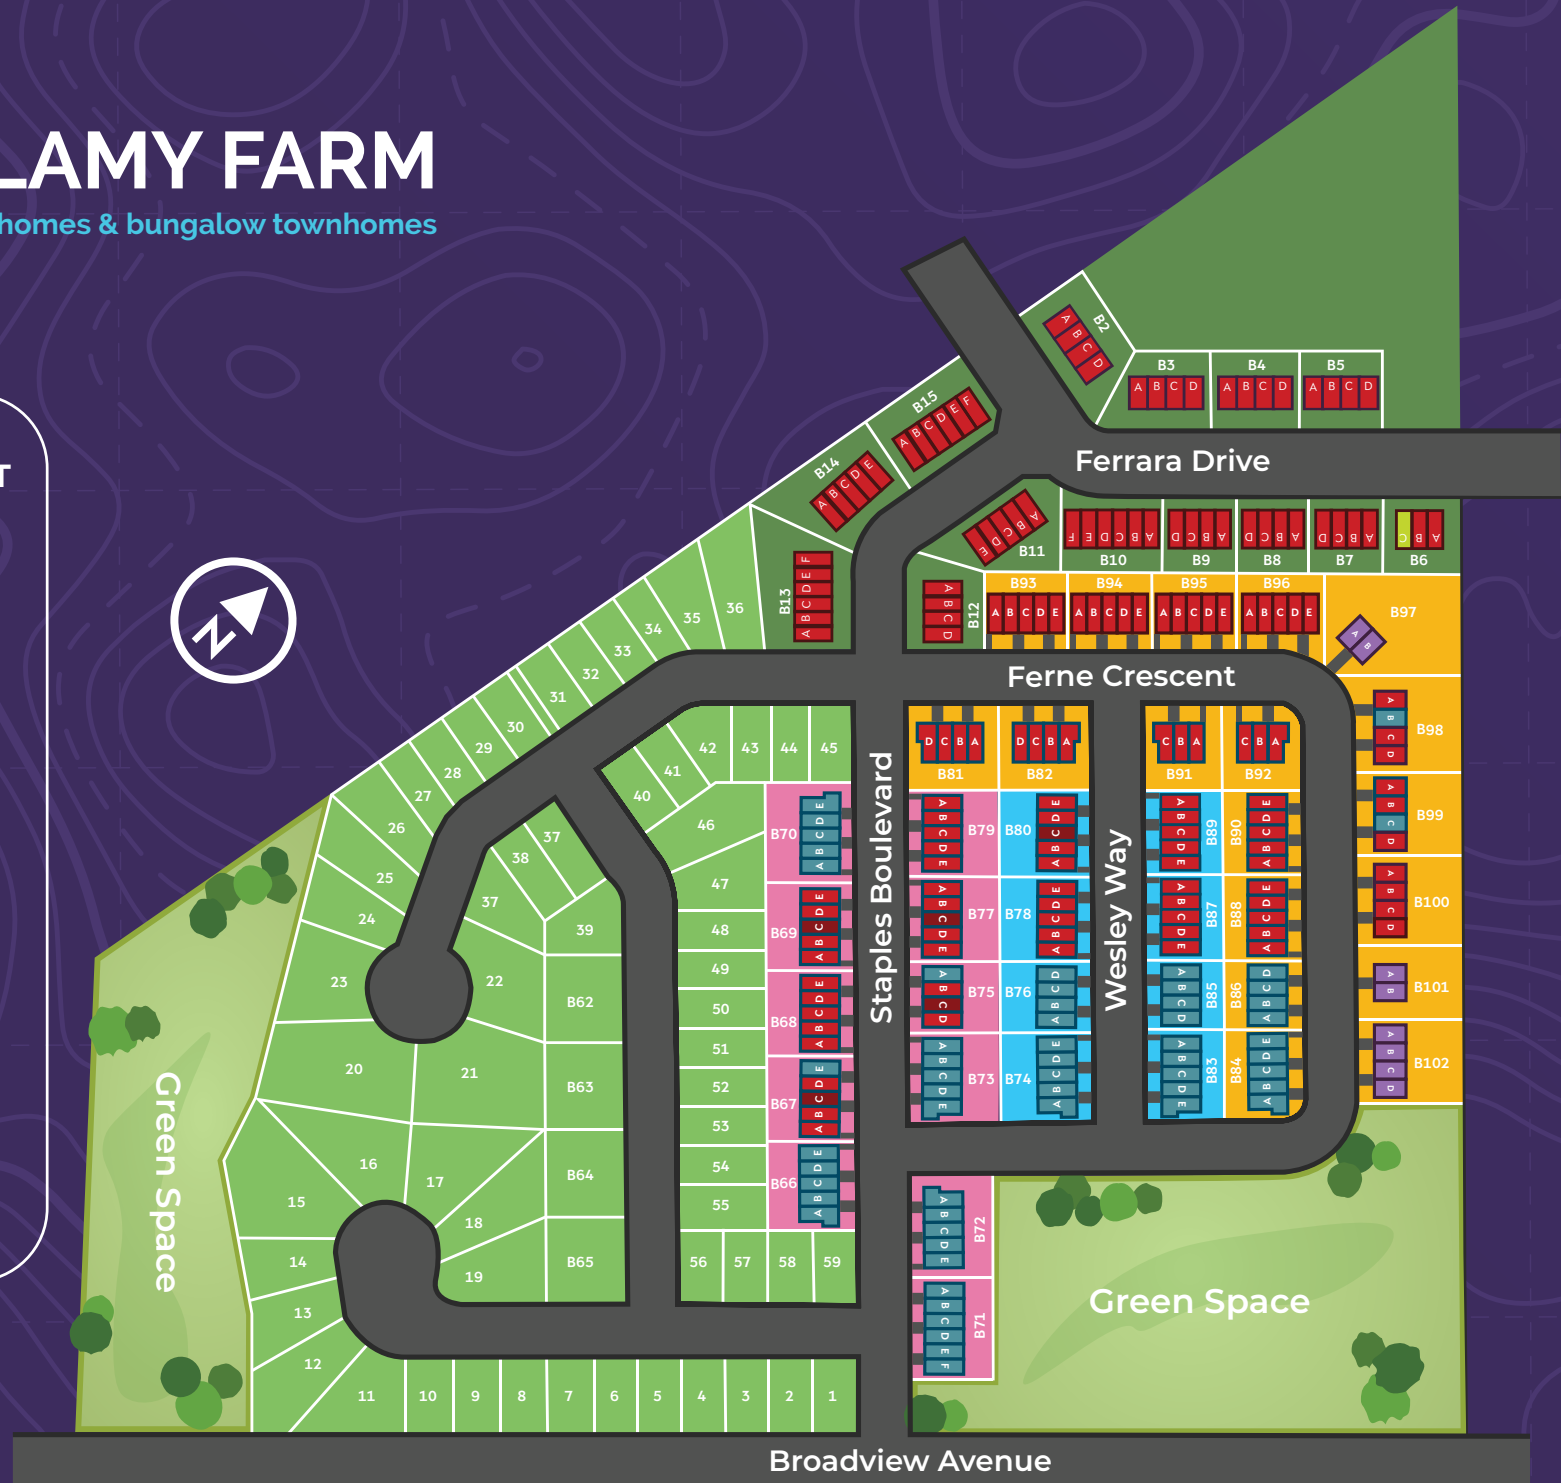 LAMY FARM
homes & bungalow townhomes
T
N
B2
A B C D
B3 B4 B5
A B C D A B C D A B C D
B15
A B C D E F
B14
A B C D E
Ferrara Drive
B13
A B C D E F
B11
A B C D E
F E D C B A D C B A D C B A D C B A C B A
B10 B9 B8 B7 B6
B12
A B C D
B93 B94 B95 B96 B97
A B C D E A B C D E A B C D E A B C D E A B
Ferne Crescent
36
35
34
33
32
31
30
29
28
27
26
25
24
23
22
20
21
37
38
37
39
B62
B63
B64
B65
16
17
15
18
14
19
13
12
40
41
42 43 44 45
46
47
48
49
50
51
52
53
54
55
56 57 58 59
B70
A B C D E
B69
A B C D E
B68
A B C D E
B67
A B C D E
B66
A B C D E
Staples Boulevard
D C B A D C B A
B81 B82
A B C D E B79 B80 A B C D E
A B C D E B77 B78 A B C D E
A B C D B75 B76 A B C D
A B C D E B73 B74 A B C D E
Wesley Way
C B A C B A
B91 B92
A B C D E B89 B90 A B C D E
A B C D E B87 B88 A B C D E
A B C D B85 B86 A B C D
A B C D E B83 B84 A B C D E
A B C D B98
A B C D B99
A B C D B100
A B B101
A B C D B102
A B C D E B72
A B C D E F B71
Green Space
Green Space
11 10 9 8 7 6 5 4 3 2 1
Broadview Avenue